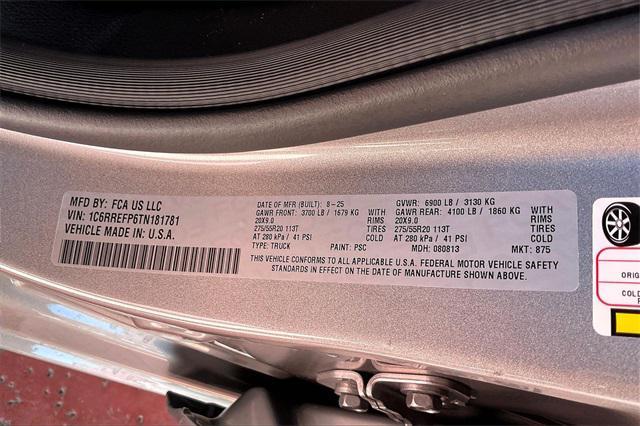 MFD BY: FCA US LLC
VIN: 1C6RREFP6TN181781
VEHICLE MADE IN: U.S.A.
DATE OF MFR (BUILT): 8-25
GAWR FRONT: 3700 LB / 1679 KG WITH
20X9.0 RIMS
275/55R20 113T TIRES
AT 280 kPa / 41 PSI COLD
TYPE: TRUCK PAINT: PSC
GVWR: 6900 LB / 3130 KG
GAWR REAR: 4100 LB / 1860 KG WITH
20X9.0 RIMS
275/55R20 113T TIRES
AT 280 kPa / 41 PSI COLD
MDH: 080813 MKT: 875
THIS VEHICLE CONFORMS TO ALL APPLICABLE U.S.A. FEDERAL MOTOR VEHICLE SAFETY
STANDARDS IN EFFECT ON THE DATE OF MANUFACTURE SHOWN ABOVE.
COLD